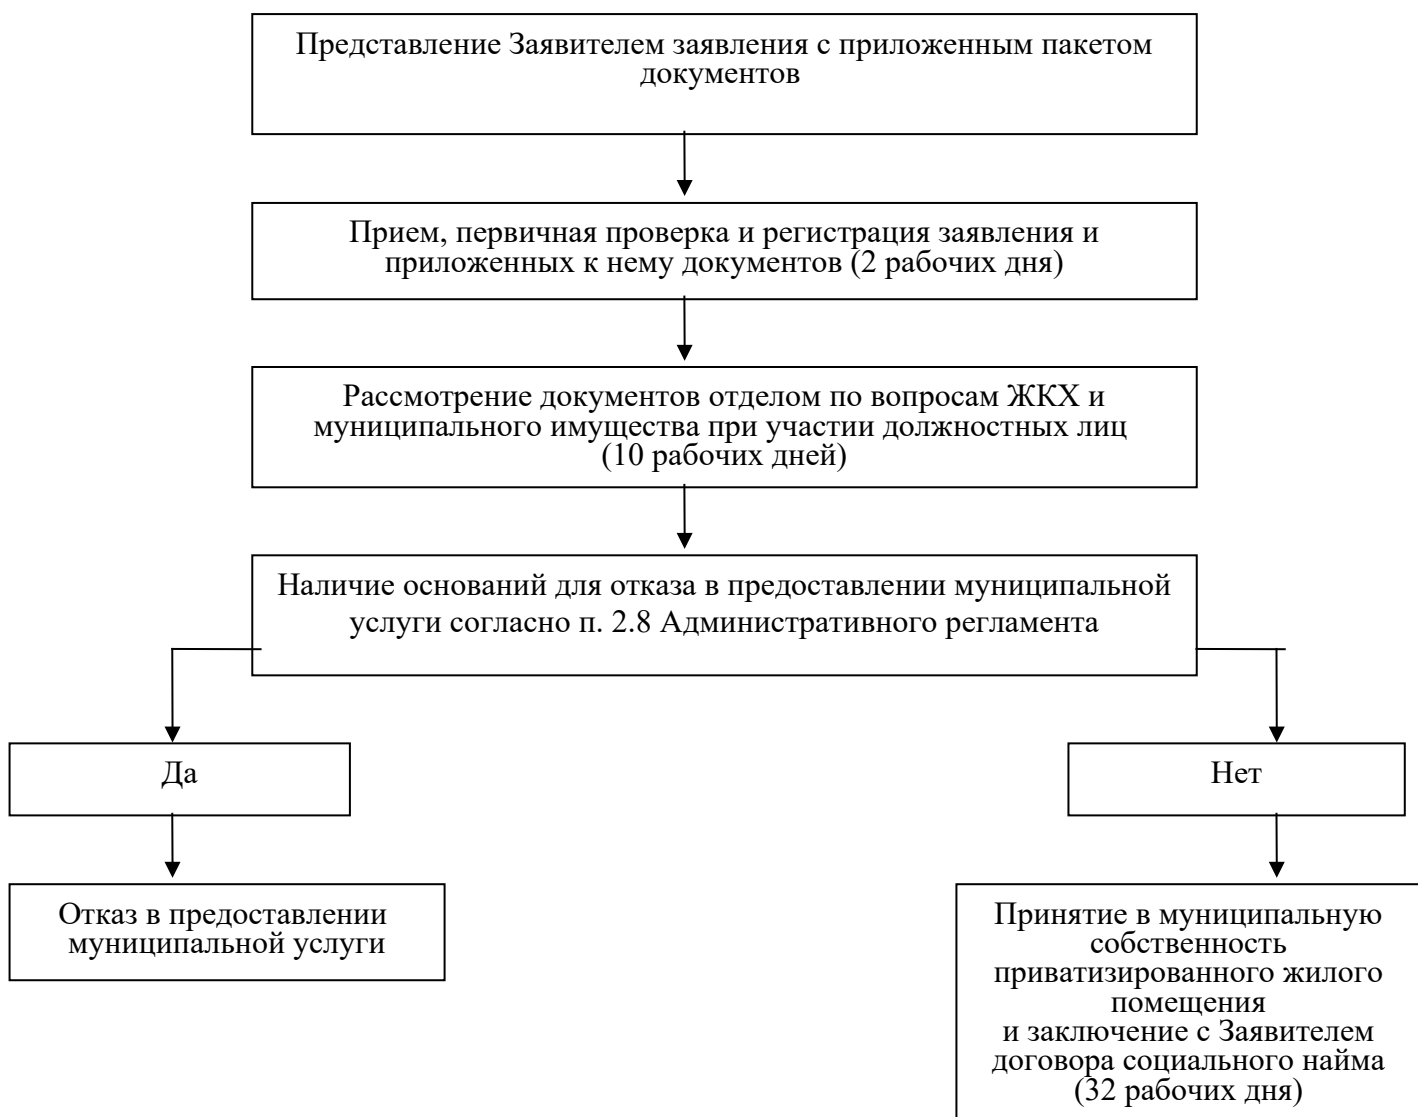 Представление Заявителем заявления с приложенным пакетом
документов
Прием, первичная проверка и регистрация заявления и
приложенных к нему документов (2 рабочих дня)
Рассмотрение документов отделом по вопросам ЖКХ и
муниципального имущества при участии должностных лиц
(10 рабочих дней)
Наличие оснований для отказа в предоставлении муниципальной
услуги согласно п. 2.8 Административного регламента
Да
Нет
Отказ в предоставлении
муниципальной услуги
Принятие в муниципальную
собственность
приватизированного жилого
помещения
и заключение с Заявителем
договора социального найма
(32 рабочих дня)